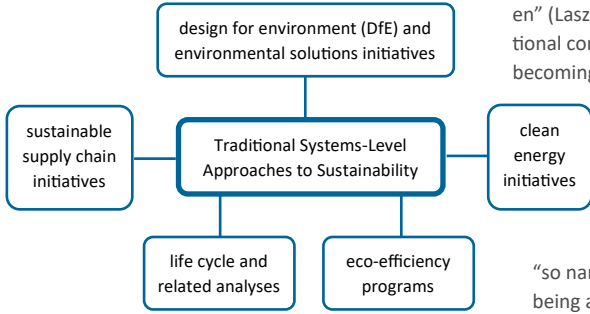 design for environment (DfE) and
environmental solutions initiatives
sustainable
supply chain
initiatives
Traditional Systems-Level
Approaches to Sustainability
clean
energy
initiatives
life cycle and
related analyses
eco-efficiency
programs
en” (Lasz
tional con
becoming
“so nar
being a